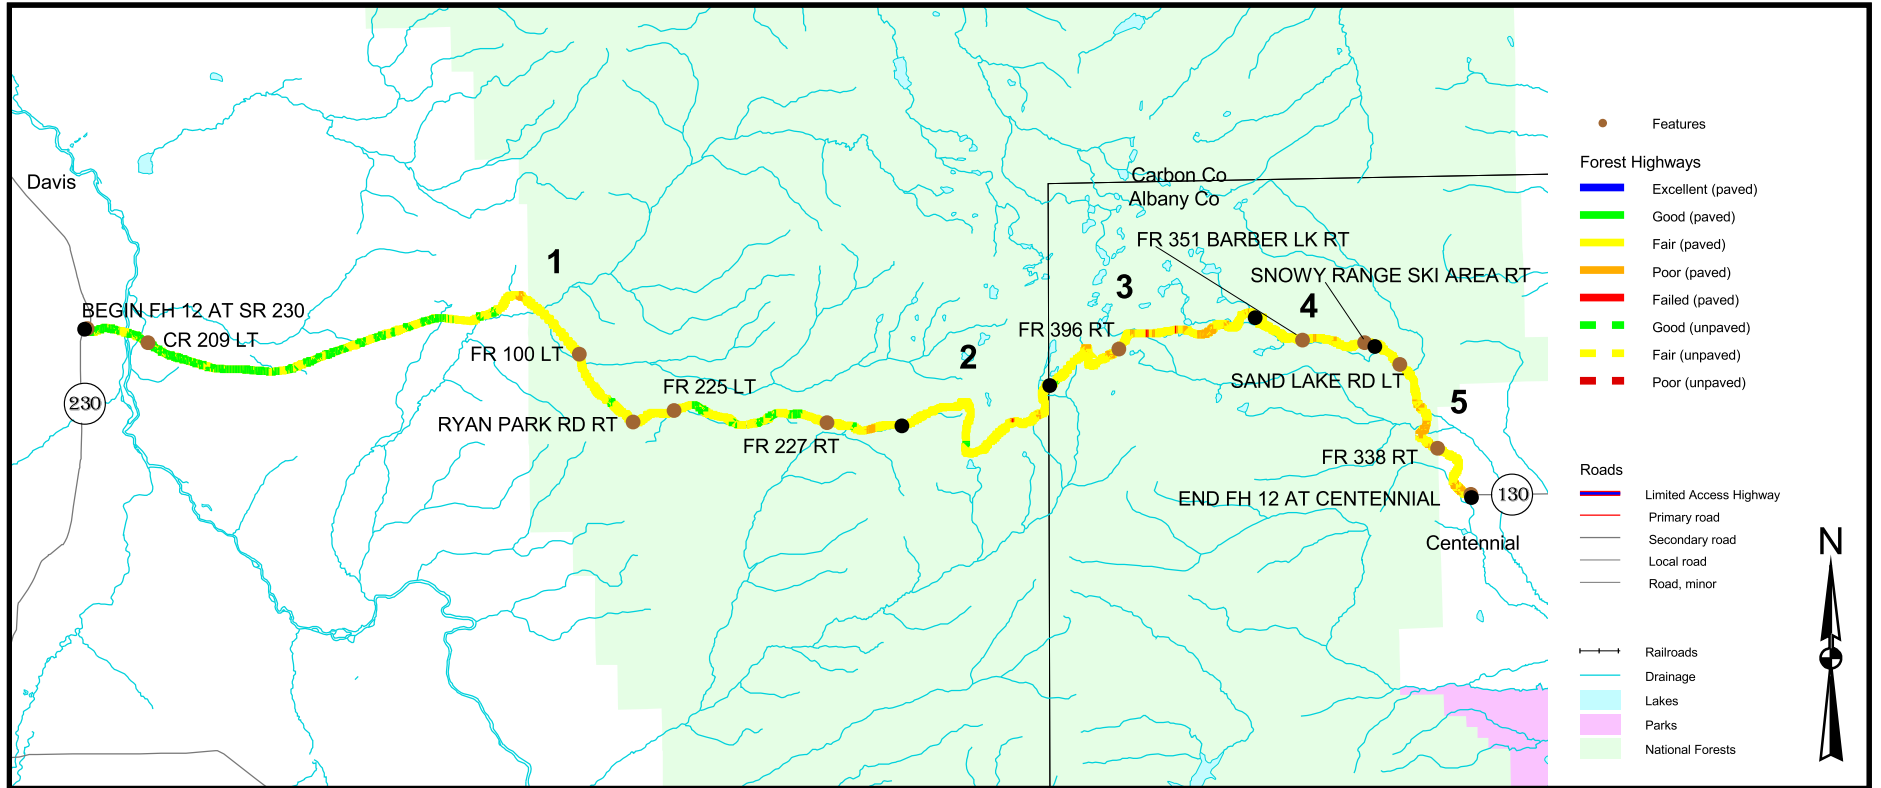 Davis
Carbon Co
Albany Co
FR 351 BARBER LK RT
SNOWY RANGE SKI AREA RT
1
3
4
BEGIN FH 12 AT SR 230
CR 209 LT
FR 396 RT
FR 100 LT
2
FR 225 LT
SAND LAKE RD LT
5
230
RYAN PARK RD RT
FR 227 RT
FR 338 RT
END FH 12 AT CENTENNIAL
130
Centennial
Features
Forest Highways
Excellent (paved)
Good (paved)
Fair (paved)
Poor (paved)
Failed (paved)
Good (unpaved)
Fair (unpaved)
Poor (unpaved)
Roads
Limited Access Highway
Primary road
Secondary road
Local road
Road, minor
Railroads
Drainage
Lakes
Parks
National Forests
N